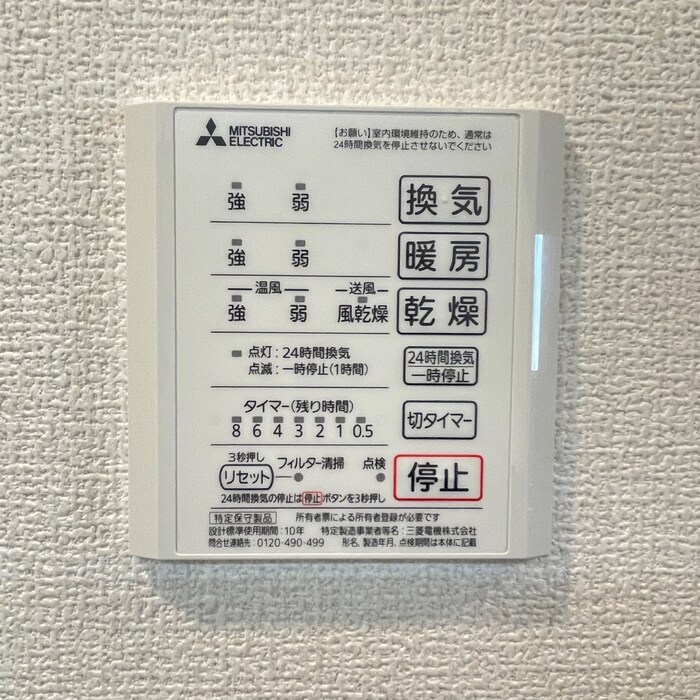 MITSUBISHI
ELECTRIC
【お願い】室内環境維持のため、通常は
24時間換気を停止させないでください
強 弱 換気
強 弱 暖房
温風 送風
強 弱 風乾燥 乾燥
点灯：24時間換気
点滅：一時停止(1時間)
24時間換気
一時停止
タイマー(残り時間)
8 6 4 3 2 1 0.5
切タイマー
3秒押し
リセット フィルター清掃 点検
停止
24時間換気の停止は停止ボタンを3秒押し
特定保守製品 所有者票による所有者登録が必要です
設計標準使用期間：10年 特定製造事業者等名：三菱電機株式会社
問合せ連絡先：0120-490-499 形名、製造年月、点検期間は本体に記載